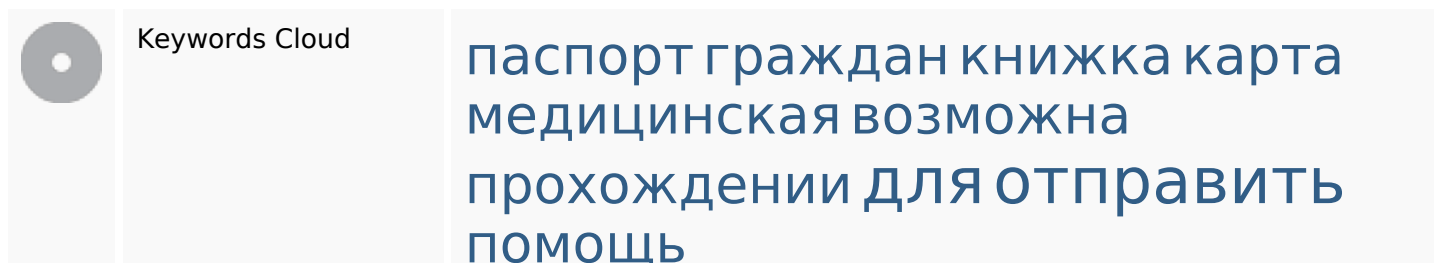 Keywords Cloud
паспорт граждан книжка карта
медицинская возможна
прохождении для отправить
помощь